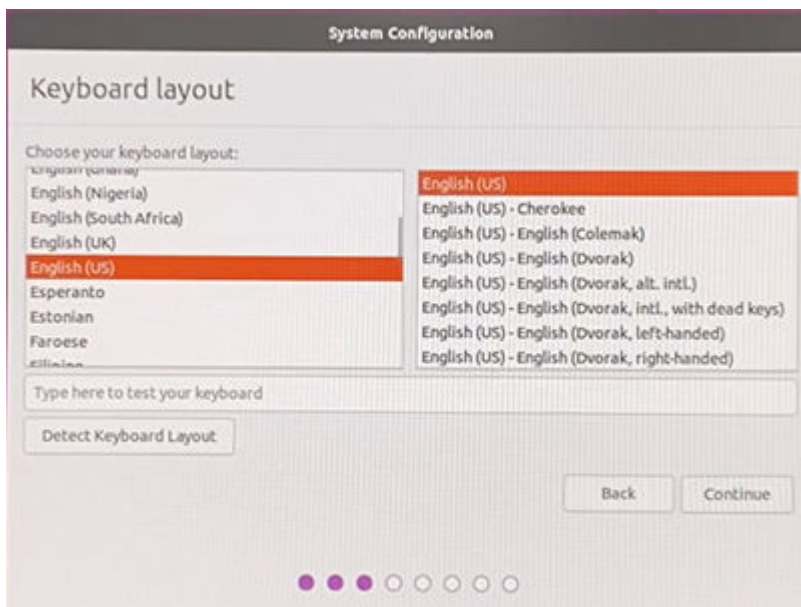 System Configuration
Keyboard layout
Choose your keyboard layout:
English (Ghana)
English (Nigeria)
English (South Africa)
English (UK)
English (US)
Esperanto
Estonian
Faroese
Filipino
English (US)
English (US) - Cherokee
English (US) - English (Colemak)
English (US) - English (Dvorak)
English (US) - English (Dvorak, alt. intl.)
English (US) - English (Dvorak, intl., with dead keys)
English (US) - English (Dvorak, left-handed)
English (US) - English (Dvorak, right-handed)
Type here to test your keyboard
Detect Keyboard Layout
Back
Continue